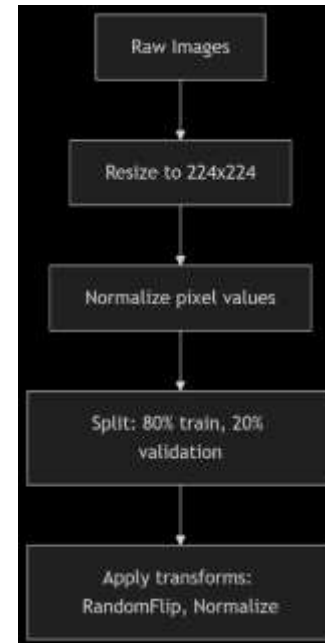 Raw Images
Resize to 224x224
Normalize pixel values
Split: 80% train, 20%
validation
Apply transforms:
RandomFlip, Normalize